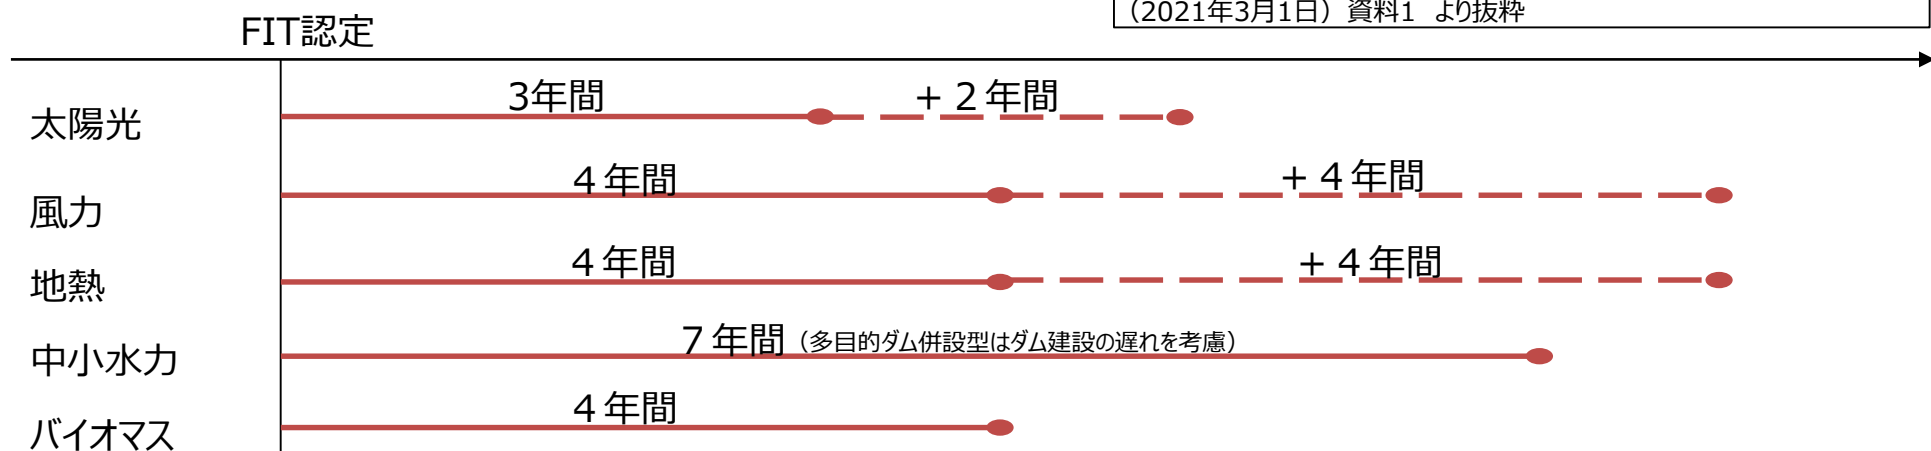 （2021年3月1日）資料1 より抜粋
FIT認定
太陽光 3年間 +２年間
風力 ４年間 +４年間
地熱 ４年間 +４年間
中小水力 ７年間（多目的ダム併設型はダム建設の遅れを考慮）
バイオマス ４年間